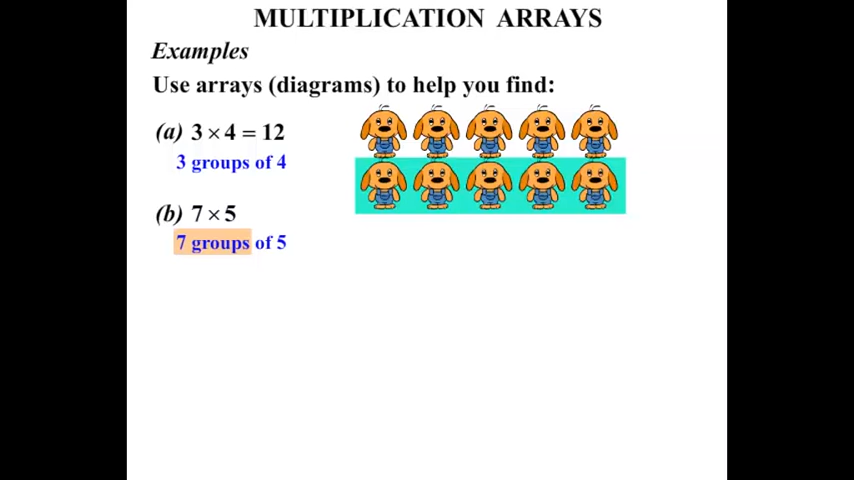 MULTIPLICATION ARRAYS
Examples
Use arrays (diagrams) to help you find:
(a) 3 × 4 = 12
3 groups of 4
(b) 7 × 5
7 groups of 5